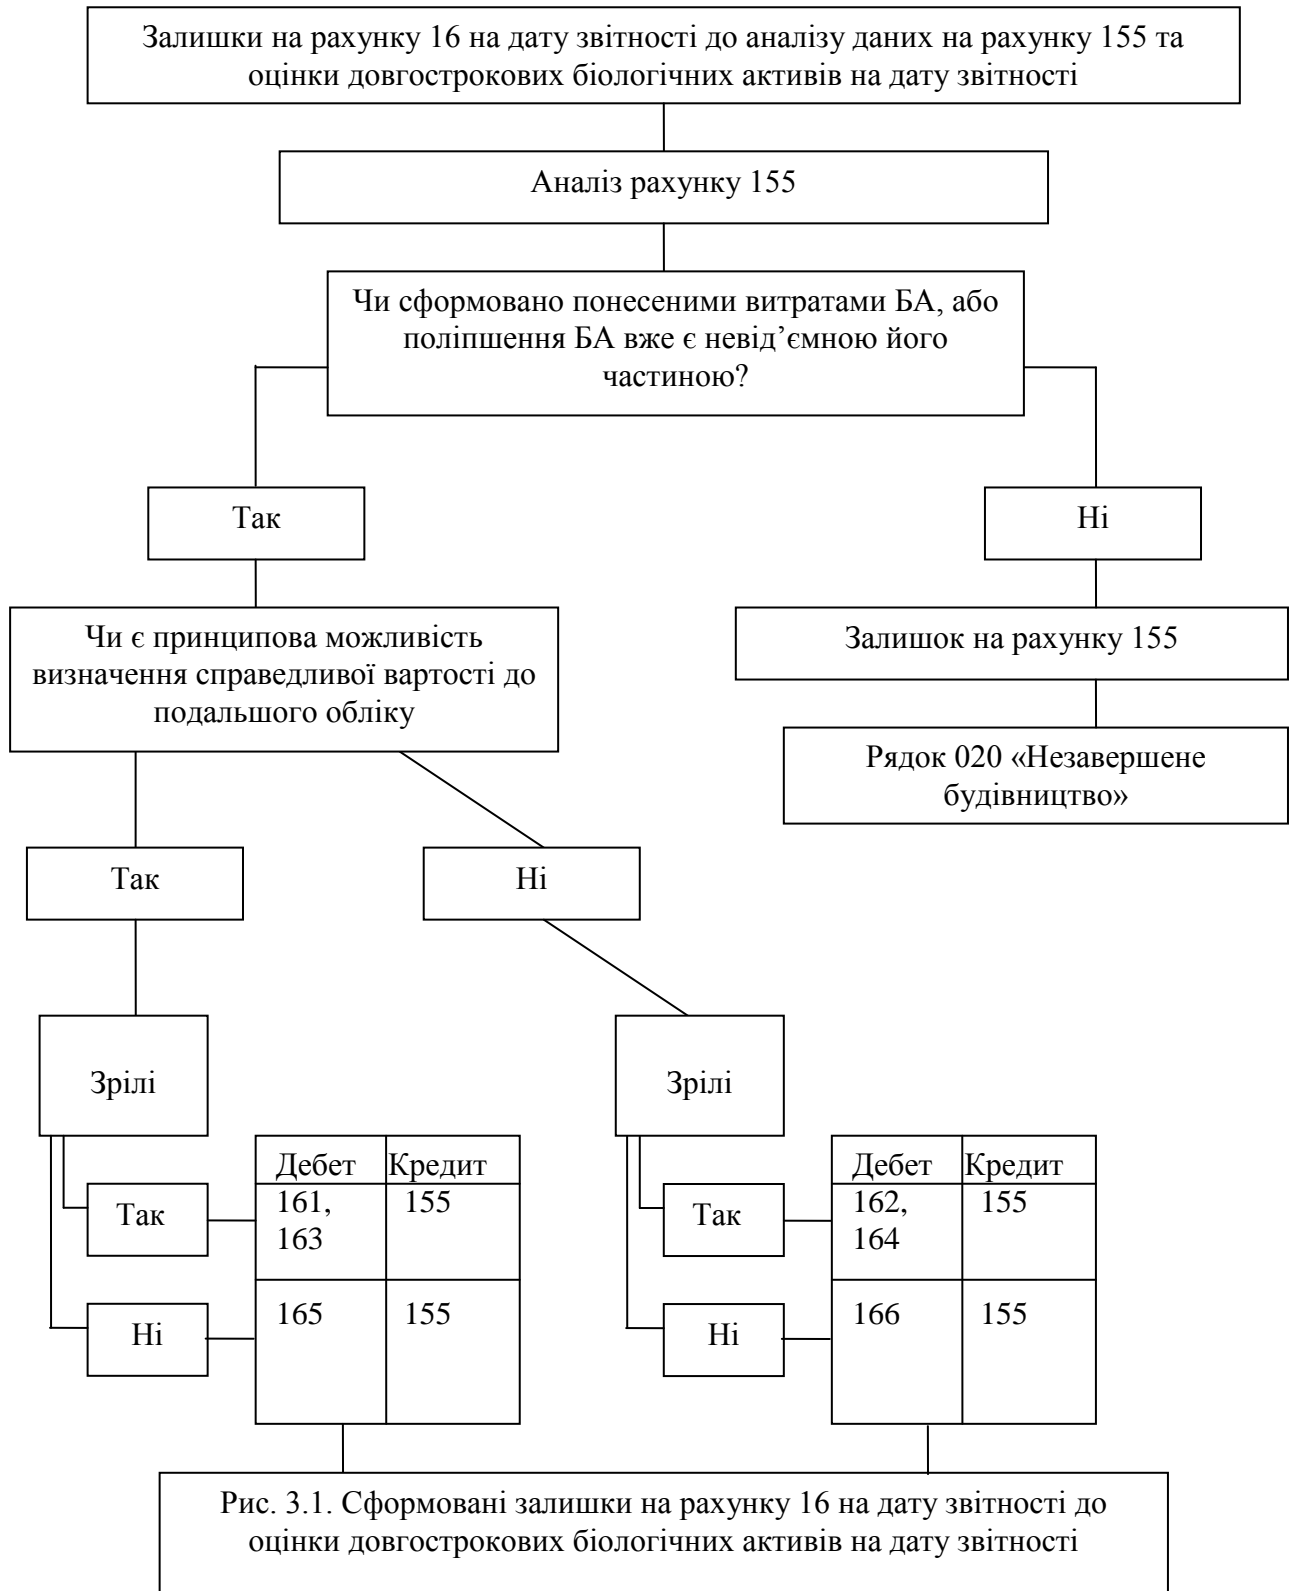 Залишки на рахунку 16 на дату звітності до аналізу даних на рахунку 155 та
оцінки довгострокових біологічних активів на дату звітності
Аналіз рахунку 155
Чи сформовано понесеними витратами БА, або
поліпшення БА вже є невід’ємною його
частиною?
Так
Ні
Чи є принципова можливість
визначення справедливої вартості до
подальшого обліку
Залишок на рахунку 155
Рядок 020 «Незавершене
будівництво»
Так
Ні
Зрілі
Зрілі
Дебет Кредит
Так
161, 155
163
Ні
165 155
Дебет Кредит
Так
162, 155
164
Ні
166 155
Рис. 3.1. Сформовані залишки на рахунку 16 на дату звітності до
оцінки довгострокових біологічних активів на дату звітності